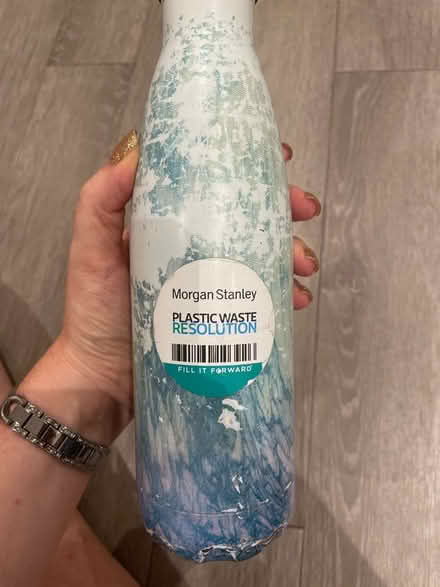 Morgan Stanley
PLASTIC WASTE
RESOLUTION
FILL IT FORWARD